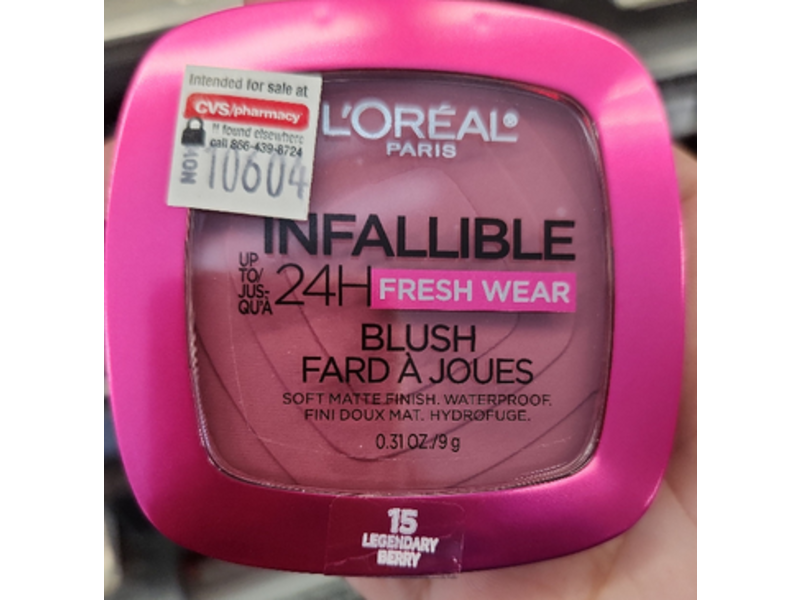 Intended for sale at
CVS/pharmacy
If found elsewhere
call 866-439-8724
NOV
10604
L'ORÉAL®
PARIS
INFALLIBLE
UP
TO/
JUS-
QU'À
24H
FRESH WEAR
BLUSH
FARD À JOUES
SOFT MATTE FINISH. WATERPROOF.
FINI DOUX MAT. HYDROFUGE.
0.31 OZ./9 g
15
LEGENDARY
BERRY